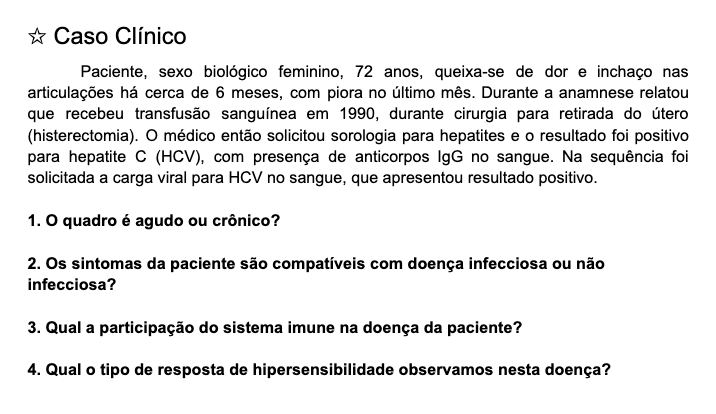 ☆ Caso Clínico
Paciente, sexo biológico feminino, 72 anos, queixa-se de dor e inchaço nas
articulações há cerca de 6 meses, com piora no último mês. Durante a anamnese relatou
que recebeu transfusão sanguínea em 1990, durante cirurgia para retirada do útero
(histerectomia). O médico então solicitou sorologia para hepatites e o resultado foi positivo
para hepatite C (HCV), com presença de anticorpos IgG no sangue. Na sequência foi
solicitada a carga viral para HCV no sangue, que apresentou resultado positivo.
1. O quadro é agudo ou crônico?
2. Os sintomas da paciente são compatíveis com doença infecciosa ou não
infecciosa?
3. Qual a participação do sistema imune na doença da paciente?
4. Qual o tipo de resposta de hipersensibilidade observamos nesta doença?